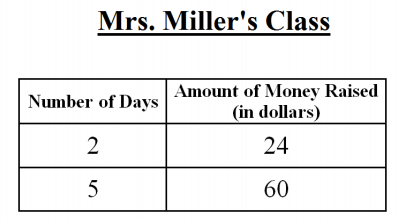 Mrs. Miller's Class
Number of Days
Amount of Money Raised
(in dollars)
2 24
5 60